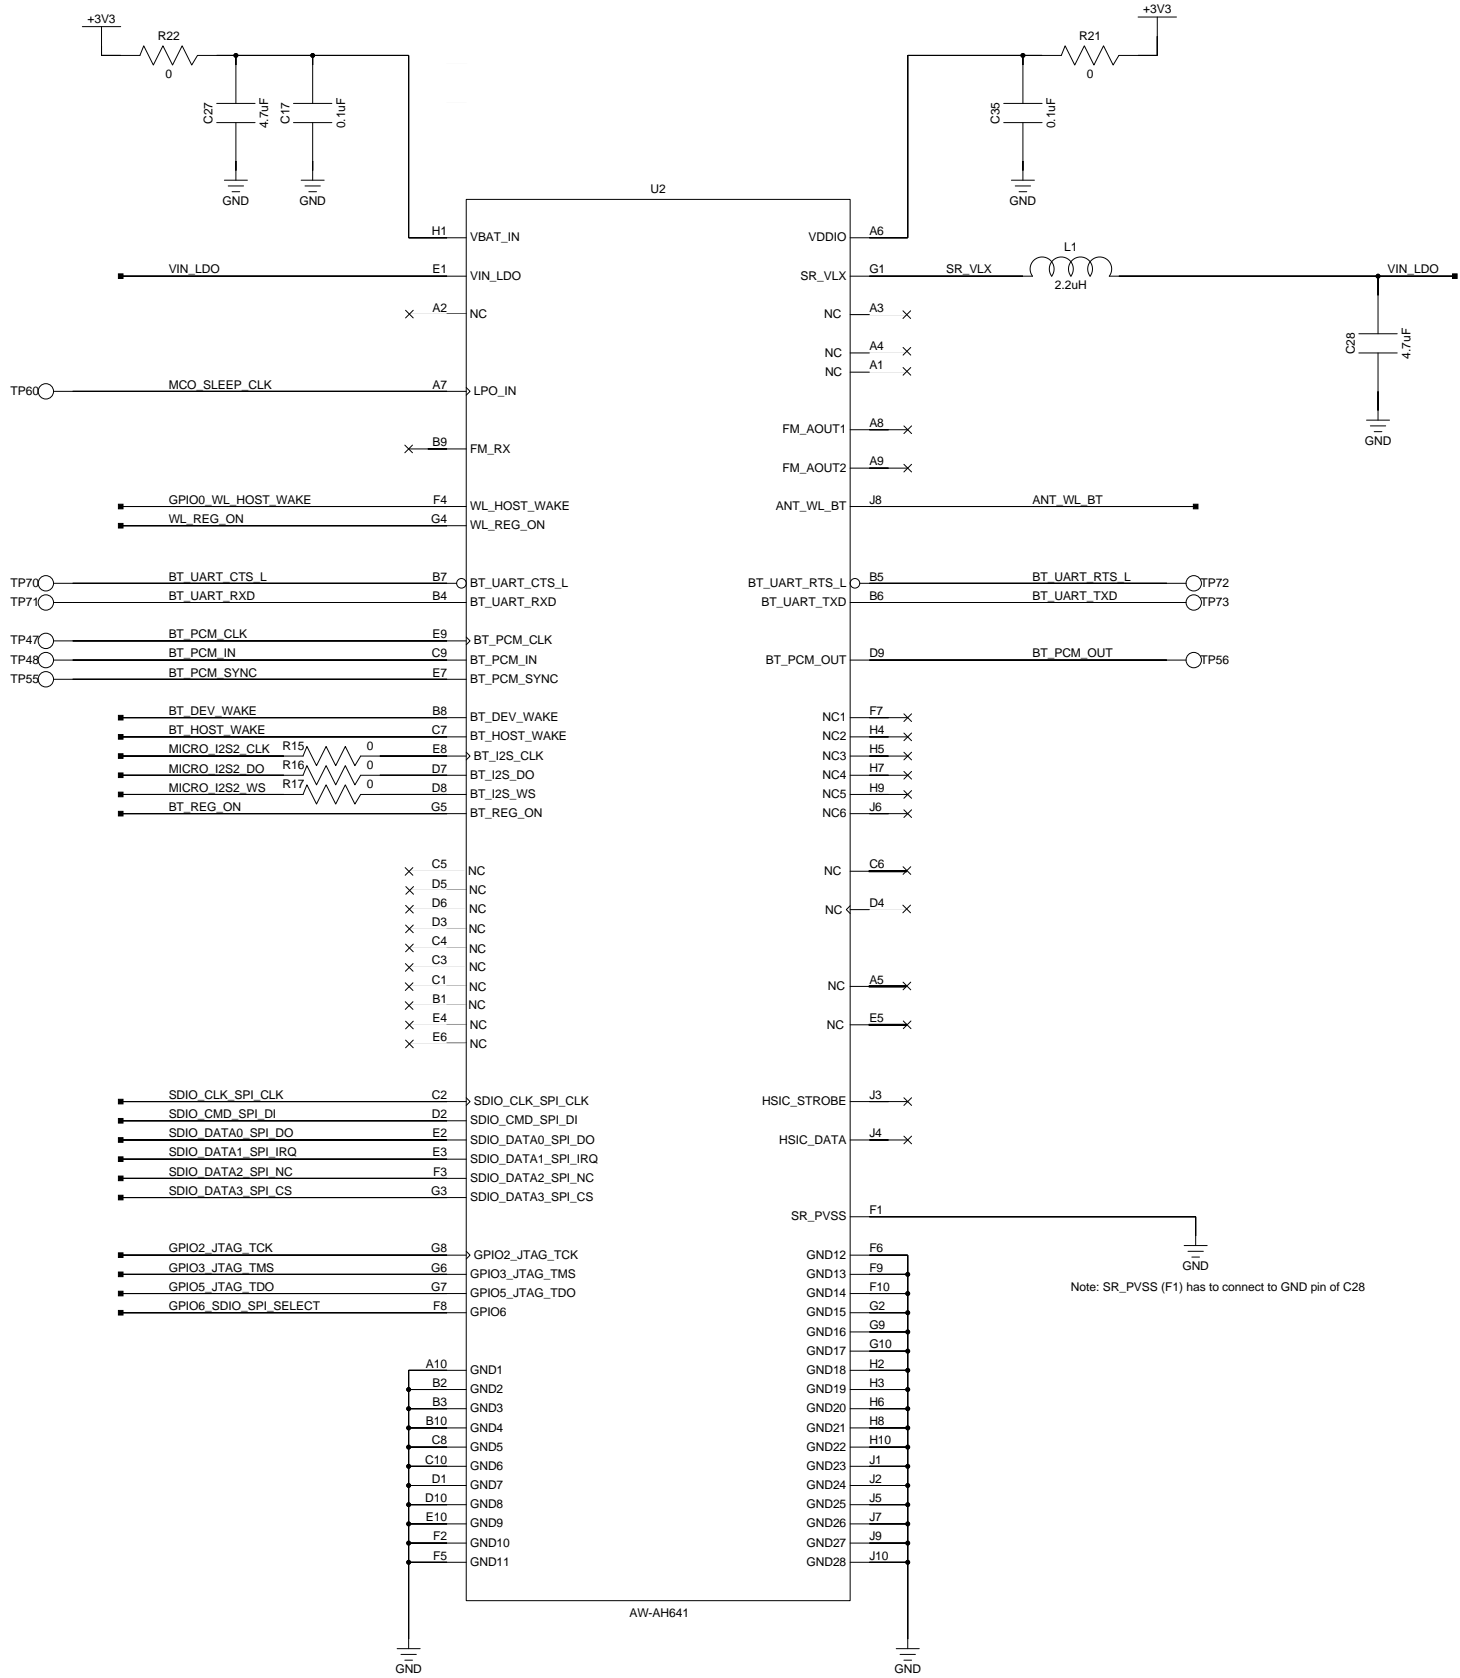 +3V3
R22
0
C27
4.7uF
C17
0.1uF
GND
GND
+3V3
R21
0
C35
0.1uF
GND
U2
H1 VBAT_IN
VIN_LDO E1 VIN_LDO
A2 NC
TP60 MCO_SLEEP_CLK A7 LPO_IN
B9 FM_RX
GPIO0_WL_HOST_WAKE F4 WL_HOST_WAKE
WL_REG_ON G4 WL_REG_ON
TP70 BT_UART_CTS_L B7 BT_UART_CTS_L
TP71 BT_UART_RXD B4 BT_UART_RXD
TP47 BT_PCM_CLK E9 BT_PCM_CLK
TP48 BT_PCM_IN C9 BT_PCM_IN
TP55 BT_PCM_SYNC E7 BT_PCM_SYNC
BT_DEV_WAKE B8 BT_DEV_WAKE
BT_HOST_WAKE C7 BT_HOST_WAKE
MICRO_I2S2_CLK R15 0 E8 BT_I2S_CLK
MICRO_I2S2_DO R16 0 D7 BT_I2S_DO
MICRO_I2S2_WS R17 0 D8 BT_I2S_WS
BT_REG_ON G5 BT_REG_ON
C5 NC
D5 NC
D6 NC
D3 NC
C4 NC
C3 NC
C1 NC
B1 NC
E4 NC
E6 NC
SDIO_CLK_SPI_CLK C2 SDIO_CLK_SPI_CLK
SDIO_CMD_SPI_DI D2 SDIO_CMD_SPI_DI
SDIO_DATA0_SPI_DO E2 SDIO_DATA0_SPI_DO
SDIO_DATA1_SPI_IRQ E3 SDIO_DATA1_SPI_IRQ
SDIO_DATA2_SPI_NC F3 SDIO_DATA2_SPI_NC
SDIO_DATA3_SPI_CS G3 SDIO_DATA3_SPI_CS
GPIO2_JTAG_TCK G8 GPIO2_JTAG_TCK
GPIO3_JTAG_TMS G6 GPIO3_JTAG_TMS
GPIO5_JTAG_TDO G7 GPIO5_JTAG_TDO
GPIO6_SDIO_SPI_SELECT F8 GPIO6
A10 GND1
B2 GND2
B3 GND3
B10 GND4
C8 GND5
C10 GND6
D1 GND7
D10 GND8
E10 GND9
F2 GND10
F5 GND11
GND
VDDIO A6
SR_VLX G1 SR_VLX
L1
2.2uH
VIN_LDO
C28
4.7uF
GND
NC A3
NC A4
NC A1
FM_AOUT1 A8
FM_AOUT2 A9
ANT_WL_BT J8 ANT_WL_BT
BT_UART_RTS_L B5 BT_UART_RTS_L TP72
BT_UART_TXD B6 BT_UART_TXD TP73
BT_PCM_OUT D9 BT_PCM_OUT TP56
NC1 F7
NC2 H4
NC3 H5
NC4 H7
NC5 H9
NC6 J6
NC C6
NC D4
NC A5
NC E5
HSIC_STROBE J3
HSIC_DATA J4
SR_PVSS F1
GND
Note: SR_PVSS (F1) has to connect to GND pin of C28
GND12 F6
GND13 F9
GND14 F10
GND15 G2
GND16 G9
GND17 G10
GND18 H2
GND19 H3
GND20 H6
GND21 H8
GND22 H10
GND23 J1
GND24 J2
GND25 J5
GND26 J7
GND27 J9
GND28 J10
GND
AW-AH641